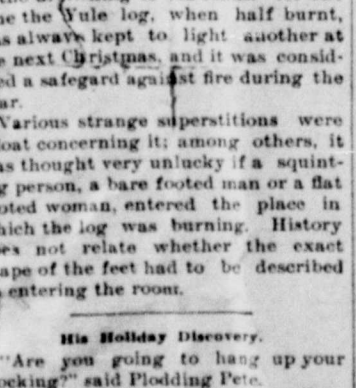 e the Yule log, when half burnt,
s always kept to light another at
e next Christmas, and it was consid-
ed a safegard against fire during the
ar.
Various strange superstitions were
loat concerning it; among others, it
as thought very unlucky if a squint-
g person, a bare footed man or a flat
oted woman, entered the place in
hich the log was burning. History
es not relate whether the exact
ape of the feet had to be described
entering the room.
His Holiday Discovery.
"Are you going to hang up your
ocking?" said Plodding Pete.